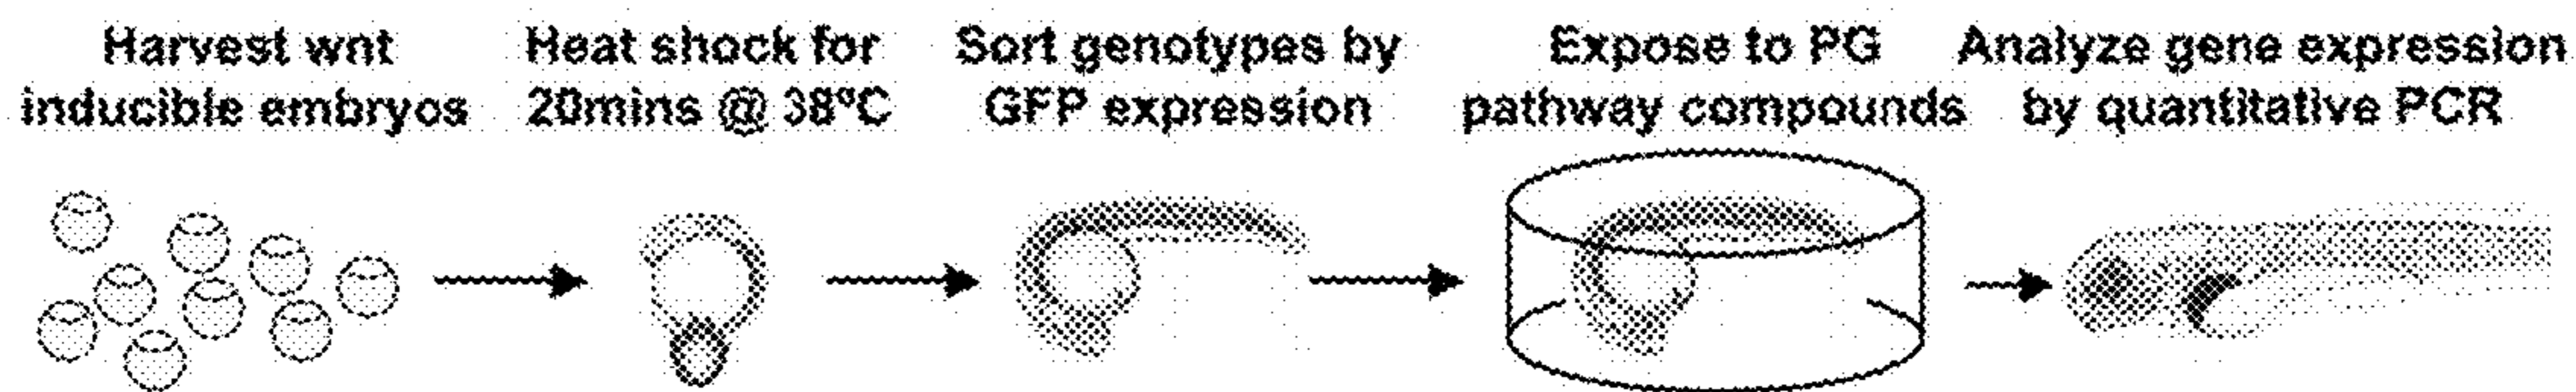 Harvest wnt
inducible embryos
Heat shock for
20mins @ 38ºC
Sort genotypes by
GFP expression
Expose to PG
pathway compounds
Analyze gene expression
by quantitative PCR